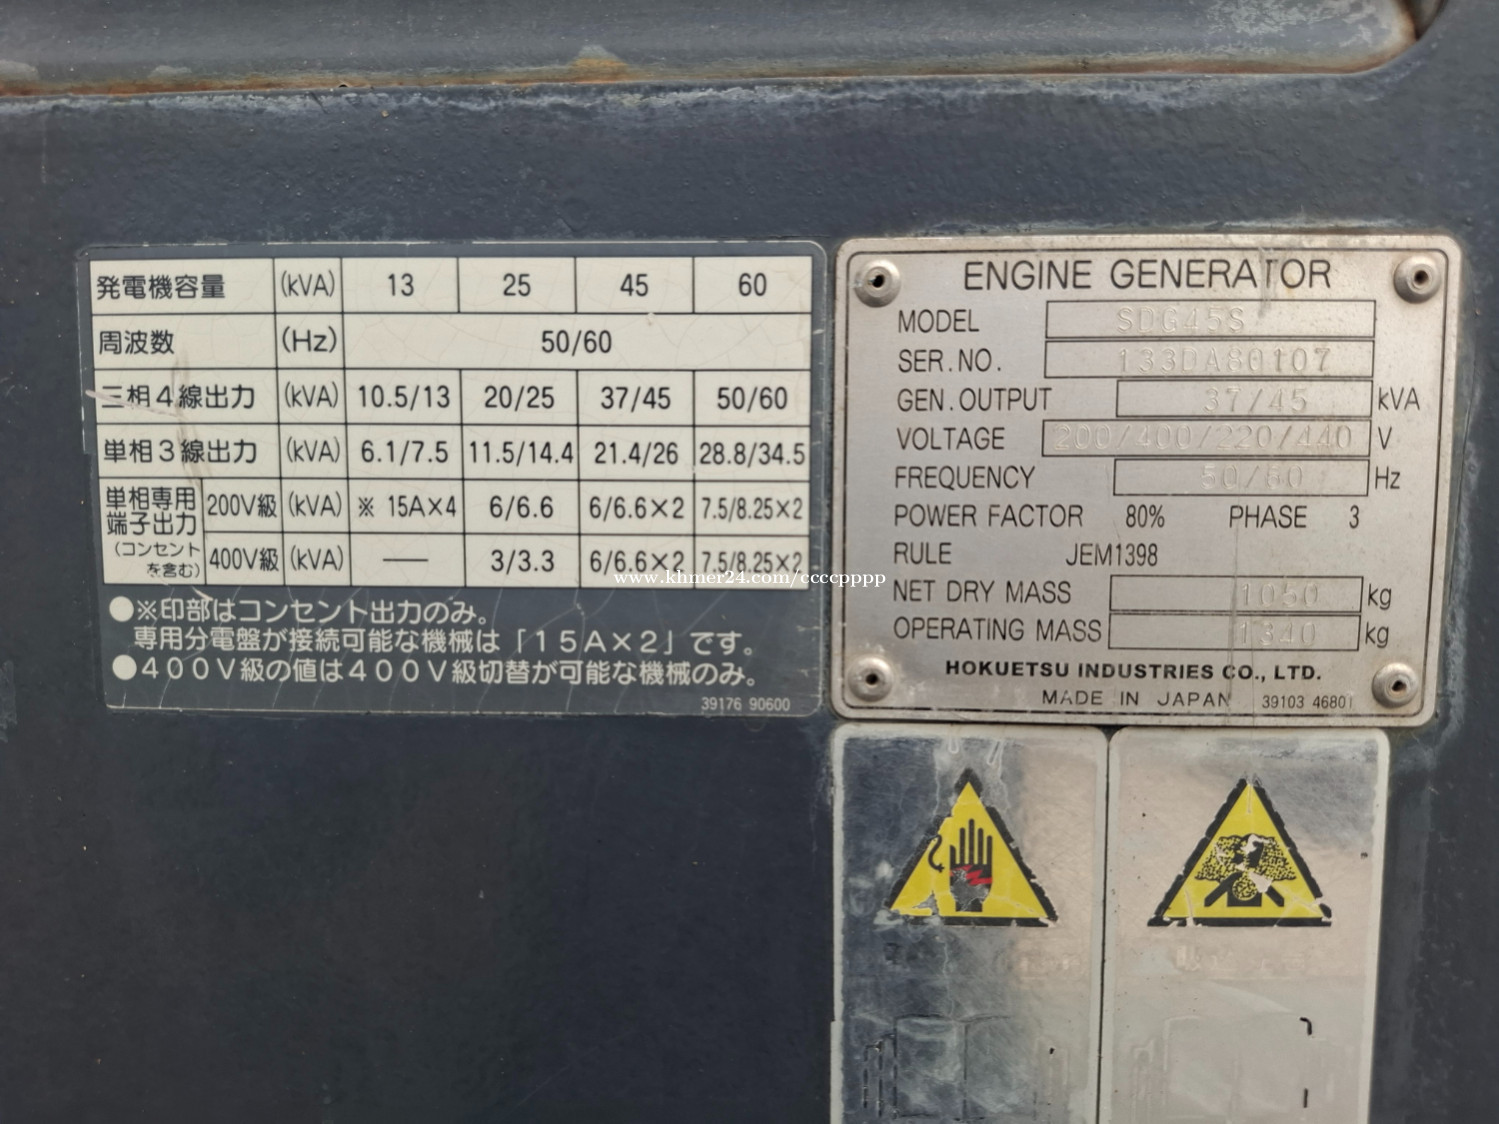 発電機容量 (kVA) 13 25 45 60
周波数 (Hz) 50/60
三相4線出力 (kVA) 10.5/13 20/25 37/45 50/60
単相3線出力 (kVA) 6.1/7.5 11.5/14.4 21.4/26 28.8/34.5
単相専用端子出力 (コンセントを含む) 200V級 (kVA) ※ 15A×4 6/6.6 6/6.6×2 7.5/8.25×2
400V級 (kVA) — 3/3.3 6/6.6×2 7.5/8.25×2
●※印部はコンセント出力のみ。
専用分電盤が接続可能な機械は「15A×2」です。
●400V級の値は400V級切替が可能な機械のみ。
39176 90600
ENGINE GENERATOR
MODEL SDG45S
SER.NO. 133DA80107
GEN.OUTPUT 37/45 kVA
VOLTAGE 200/400/220/440 V
FREQUENCY 50/60 Hz
POWER FACTOR 80% PHASE 3
RULE JEM1398
NET DRY MASS 1050 kg
OPERATING MASS 1340 kg
HOKUETSU INDUSTRIES CO., LTD.
MADE IN JAPAN 39103 46801
www.khmer24.com/ccccpppp